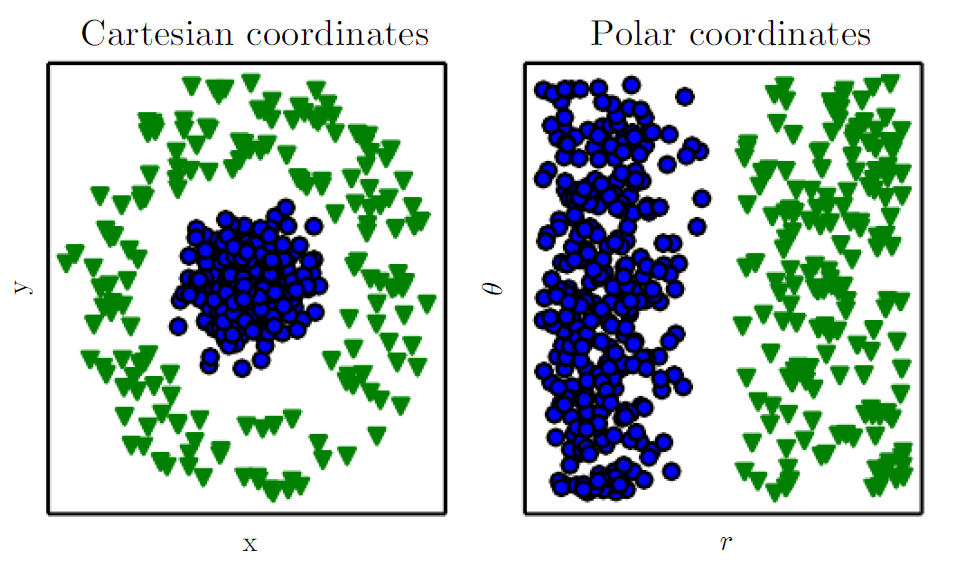 Cartesian coordinates
Polar coordinates
y
x
θ
r